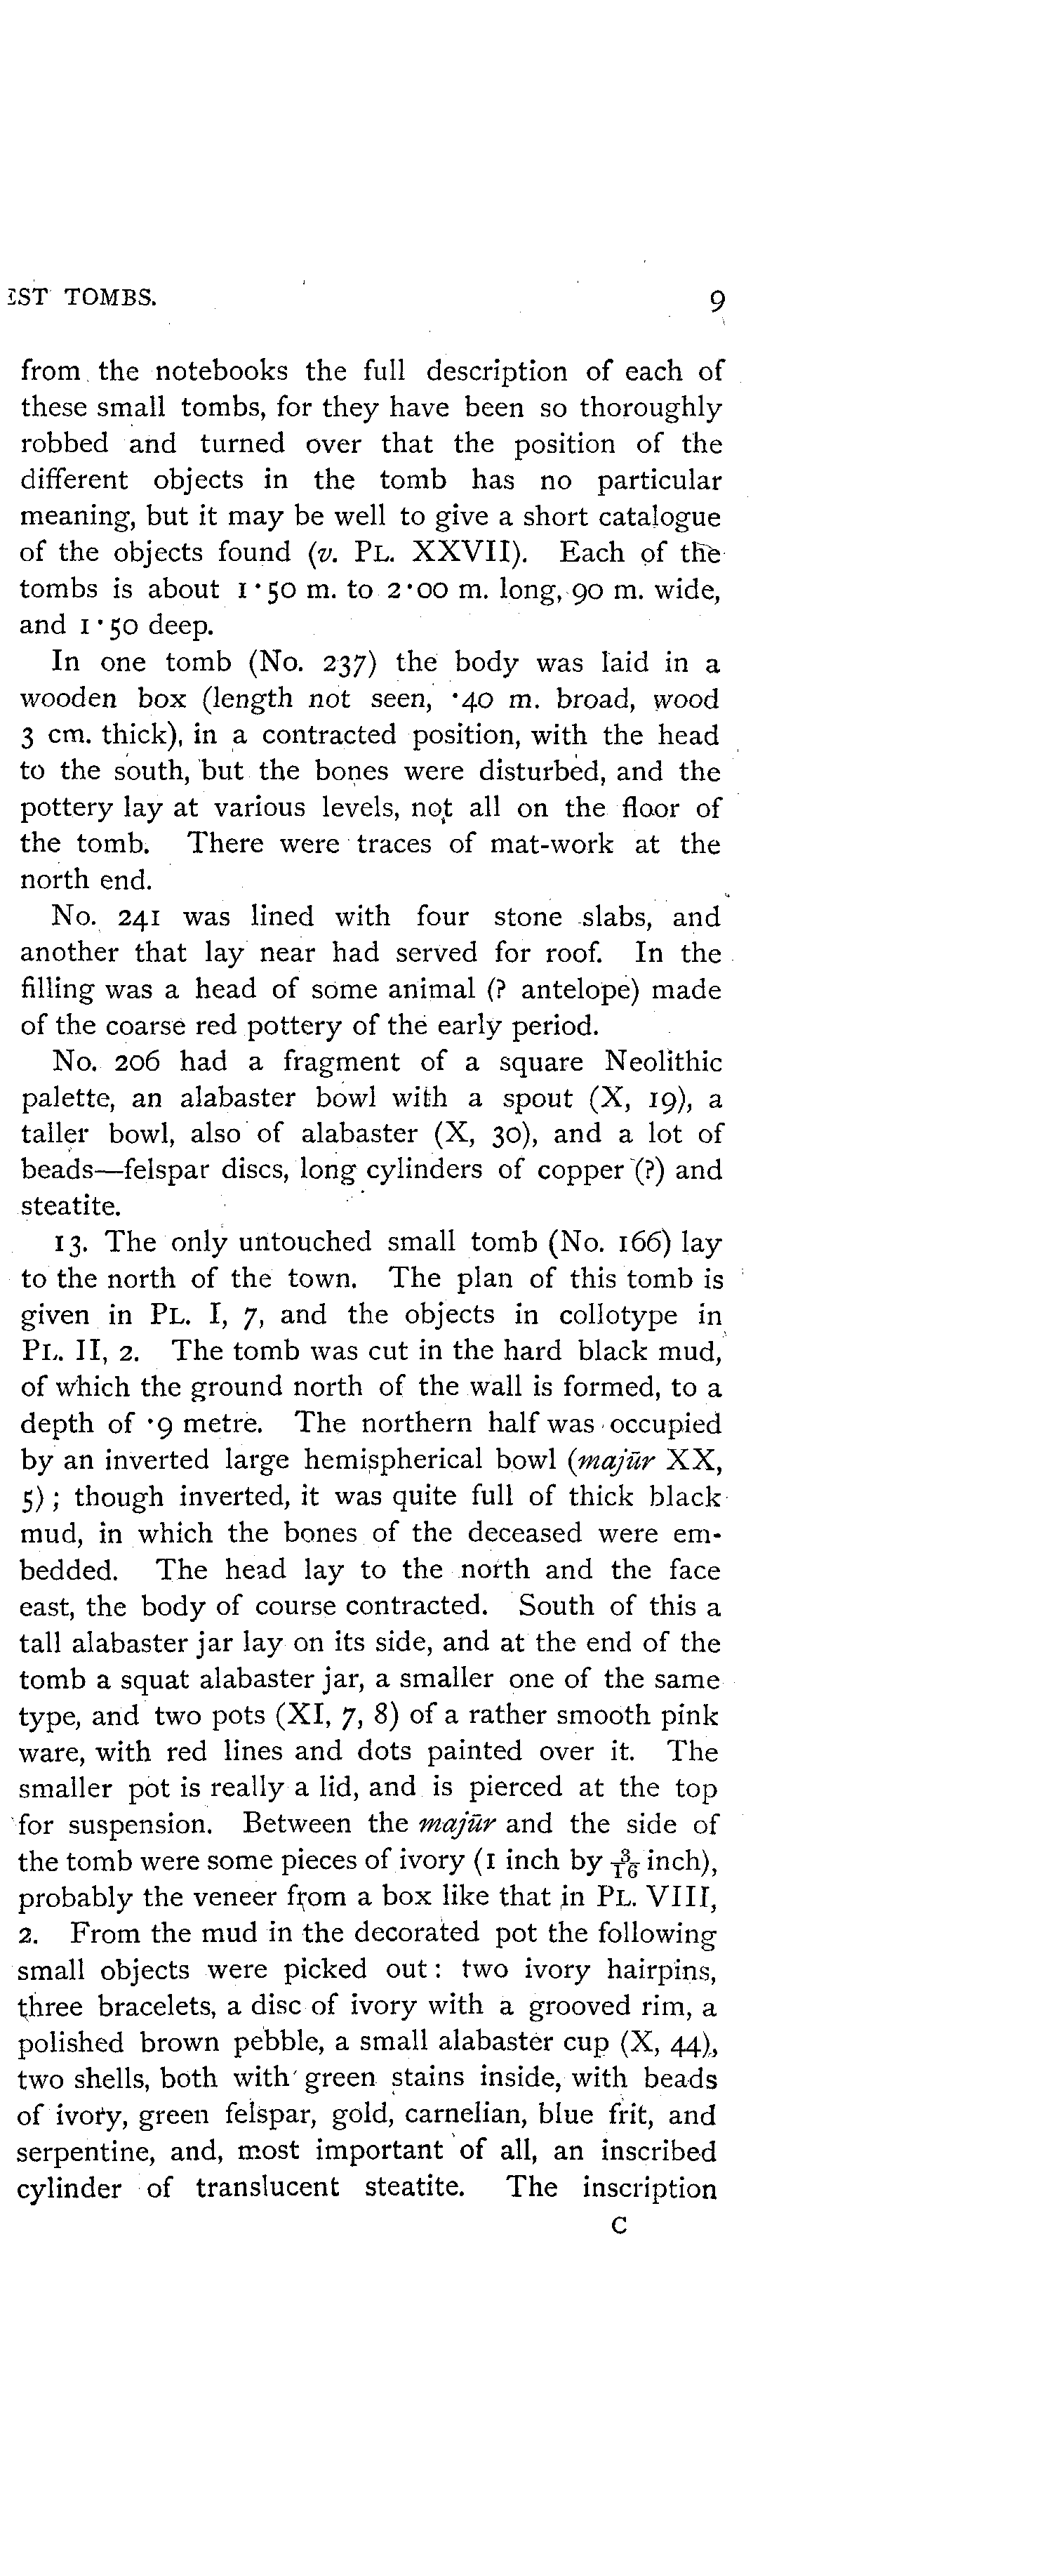 EST TOMBS. 9
from the notebooks the full description of each of
these small tombs, for they have been so thoroughly
robbed and turned over that the position of the
different objects in the tomb has no particular
meaning, but it may be well to give a short catalogue
of the objects found (v. PL. XXVII). Each of the
tombs is about 1·50 m. to 2·00 m. long, 90 m. wide,
and 1·50 deep.
In one tomb (No. 237) the body was laid in a
wooden box (length not seen, ·40 m. broad, wood
3 cm. thick), in a contracted position, with the head
to the south, but the bones were disturbed, and the
pottery lay at various levels, not all on the floor of
the tomb. There were traces of mat-work at the
north end.
No. 241 was lined with four stone slabs, and
another that lay near had served for roof. In the
filling was a head of some animal (? antelope) made
of the coarse red pottery of the early period.
No. 206 had a fragment of a square Neolithic
palette, an alabaster bowl with a spout (X, 19), a
taller bowl, also of alabaster (X, 30), and a lot of
beads—felspar discs, long cylinders of copper (?) and
steatite.
13. The only untouched small tomb (No. 166) lay
to the north of the town. The plan of this tomb is
given in PL. I, 7, and the objects in collotype in
PL. II, 2. The tomb was cut in the hard black mud,
of which the ground north of the wall is formed, to a
depth of ·9 metre. The northern half was occupied
by an inverted large hemispherical bowl (majūr XX,
5); though inverted, it was quite full of thick black
mud, in which the bones of the deceased were em-
bedded. The head lay to the north and the face
east, the body of course contracted. South of this a
tall alabaster jar lay on its side, and at the end of the
tomb a squat alabaster jar, a smaller one of the same
type, and two pots (XI, 7, 8) of a rather smooth pink
ware, with red lines and dots painted over it. The
smaller pot is really a lid, and is pierced at the top
for suspension. Between the majūr and the side of
the tomb were some pieces of ivory (1 inch by 3/16 inch),
probably the veneer from a box like that in PL. VIII,
2. From the mud in the decorated pot the following
small objects were picked out: two ivory hairpins,
three bracelets, a disc of ivory with a grooved rim, a
polished brown pebble, a small alabaster cup (X, 44),
two shells, both with green stains inside, with beads
of ivory, green felspar, gold, carnelian, blue frit, and
serpentine, and, most important of all, an inscribed
cylinder of translucent steatite. The inscription
C